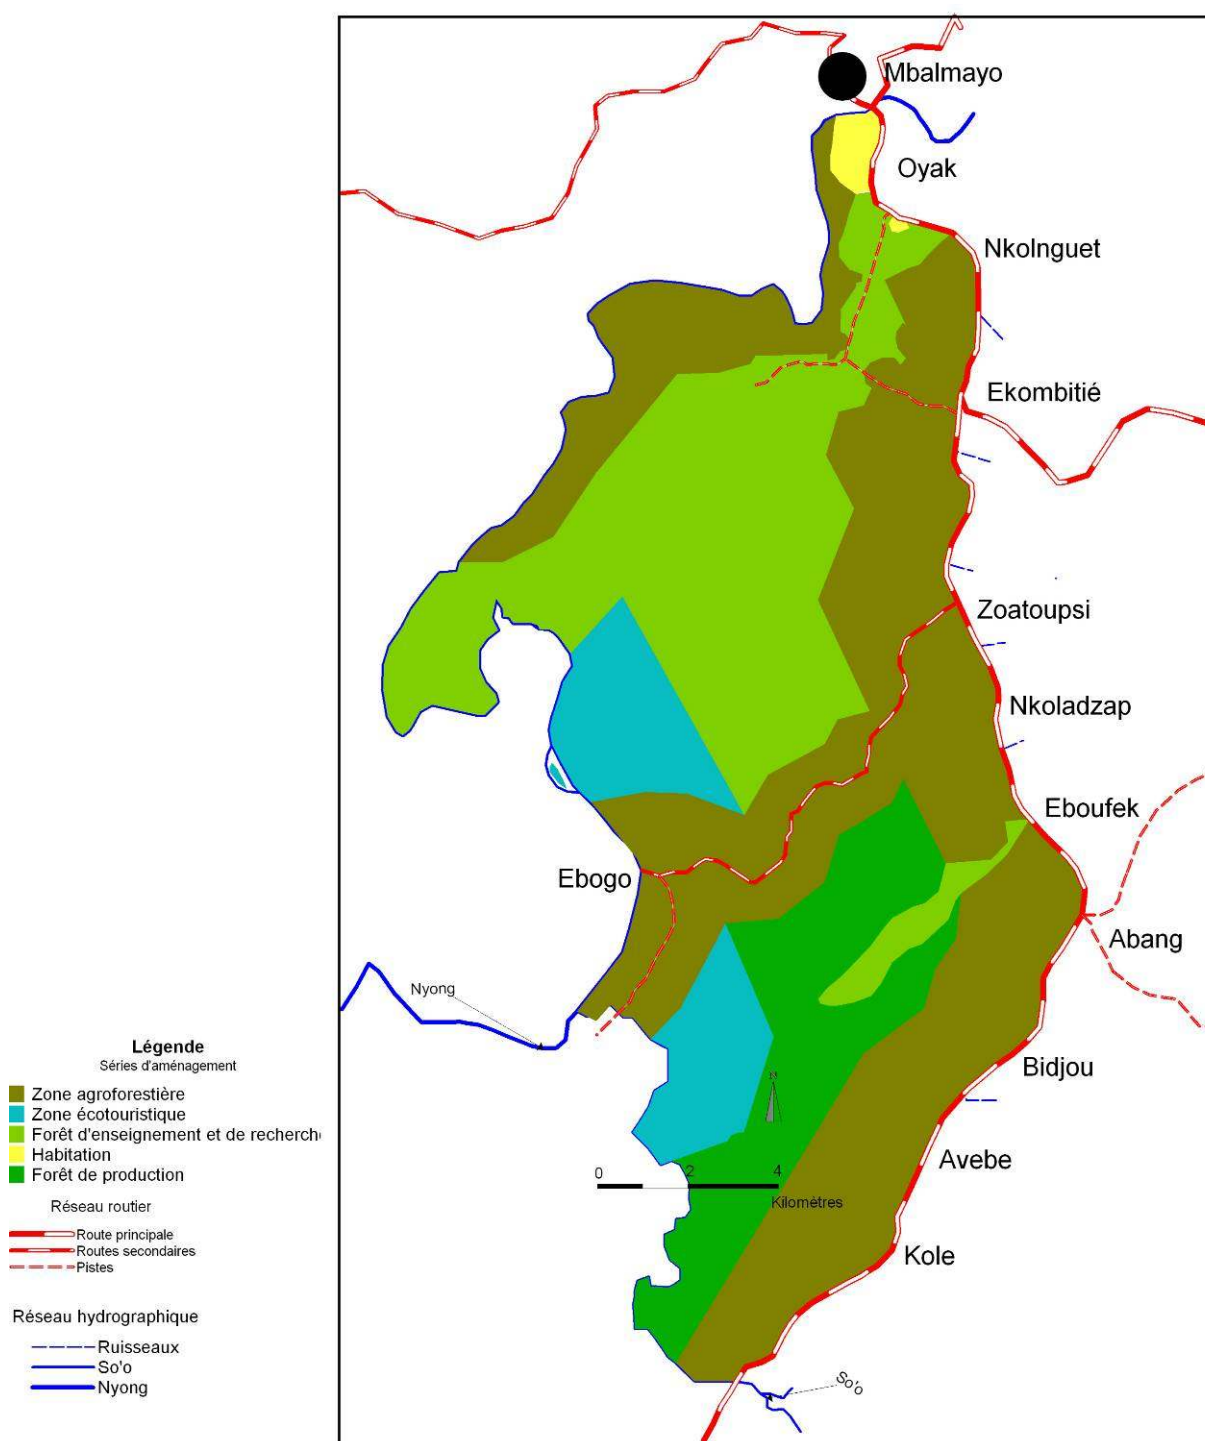 Mbalmayo
Oyak
Nkolnguet
Ekombitié
Zoatoupsi
Nkoladzap
Eboufek
Ebogo
Abang
Nyong
Bidjou
N
Avebe
0 2 4
Kilomètres
Kole
So'o
Légende
Séries d'aménagement
Zone agroforestière
Zone écotouristique
Forêt d'enseignement et de recherch
Habitation
Forêt de production
Réseau routier
Route principale
Routes secondaires
Pistes
Réseau hydrographique
Ruisseaux
So'o
Nyong